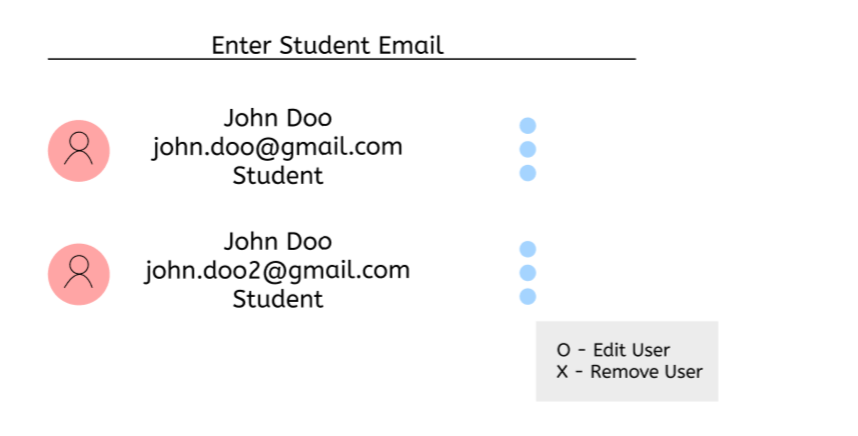 Enter Student Email
John Doo
john.doo@gmail.com
Student
John Doo
john.doo2@gmail.com
Student
O - Edit User
X - Remove User